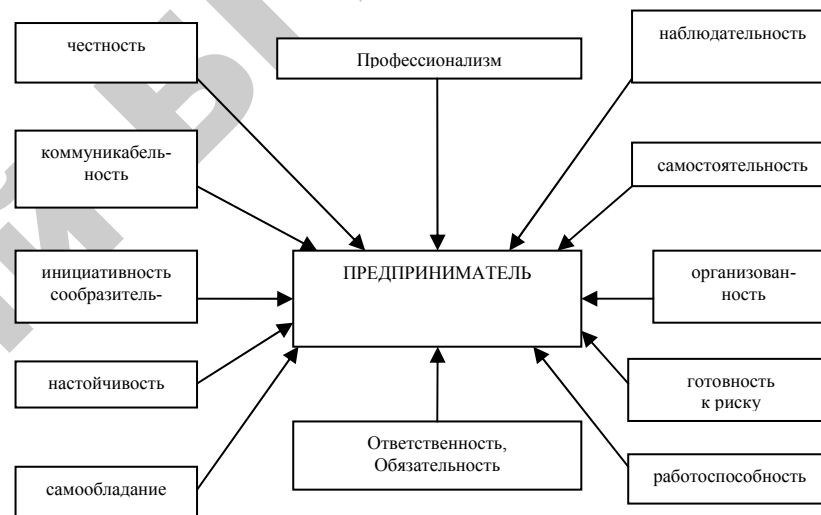 честность
Профессионализм
наблюдательность
коммуникабель-
ность
самостоятельность
инициативность
сообразитель-
ПРЕДПРИНИМАТЕЛЬ
организован-
ность
настойчивость
готовность
к риску
Ответственность,
Обязательность
самообладание
работоспособность